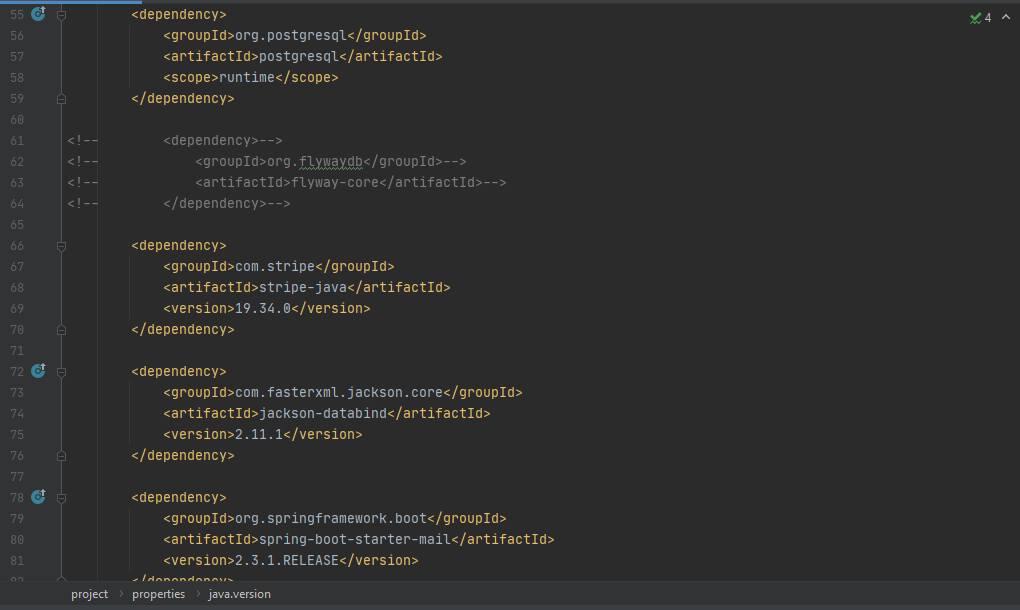 55 <dependency>
56 <groupId>org.postgresql</groupId>
57 <artifactId>postgresql</artifactId>
58 <scope>runtime</scope>
59 </dependency>
60
61 <!-- <dependency>-->
62 <!-- <groupId>org.flywaydb</groupId>-->
63 <!-- <artifactId>flyway-core</artifactId>-->
64 <!-- </dependency>-->
65
66 <dependency>
67 <groupId>com.stripe</groupId>
68 <artifactId>stripe-java</artifactId>
69 <version>19.34.0</version>
70 </dependency>
71
72 <dependency>
73 <groupId>com.fasterxml.jackson.core</groupId>
74 <artifactId>jackson-databind</artifactId>
75 <version>2.11.1</version>
76 </dependency>
77
78 <dependency>
79 <groupId>org.springframework.boot</groupId>
80 <artifactId>spring-boot-starter-mail</artifactId>
81 <version>2.3.1.RELEASE</version>
82 </dependency>
4
project > properties > java.version